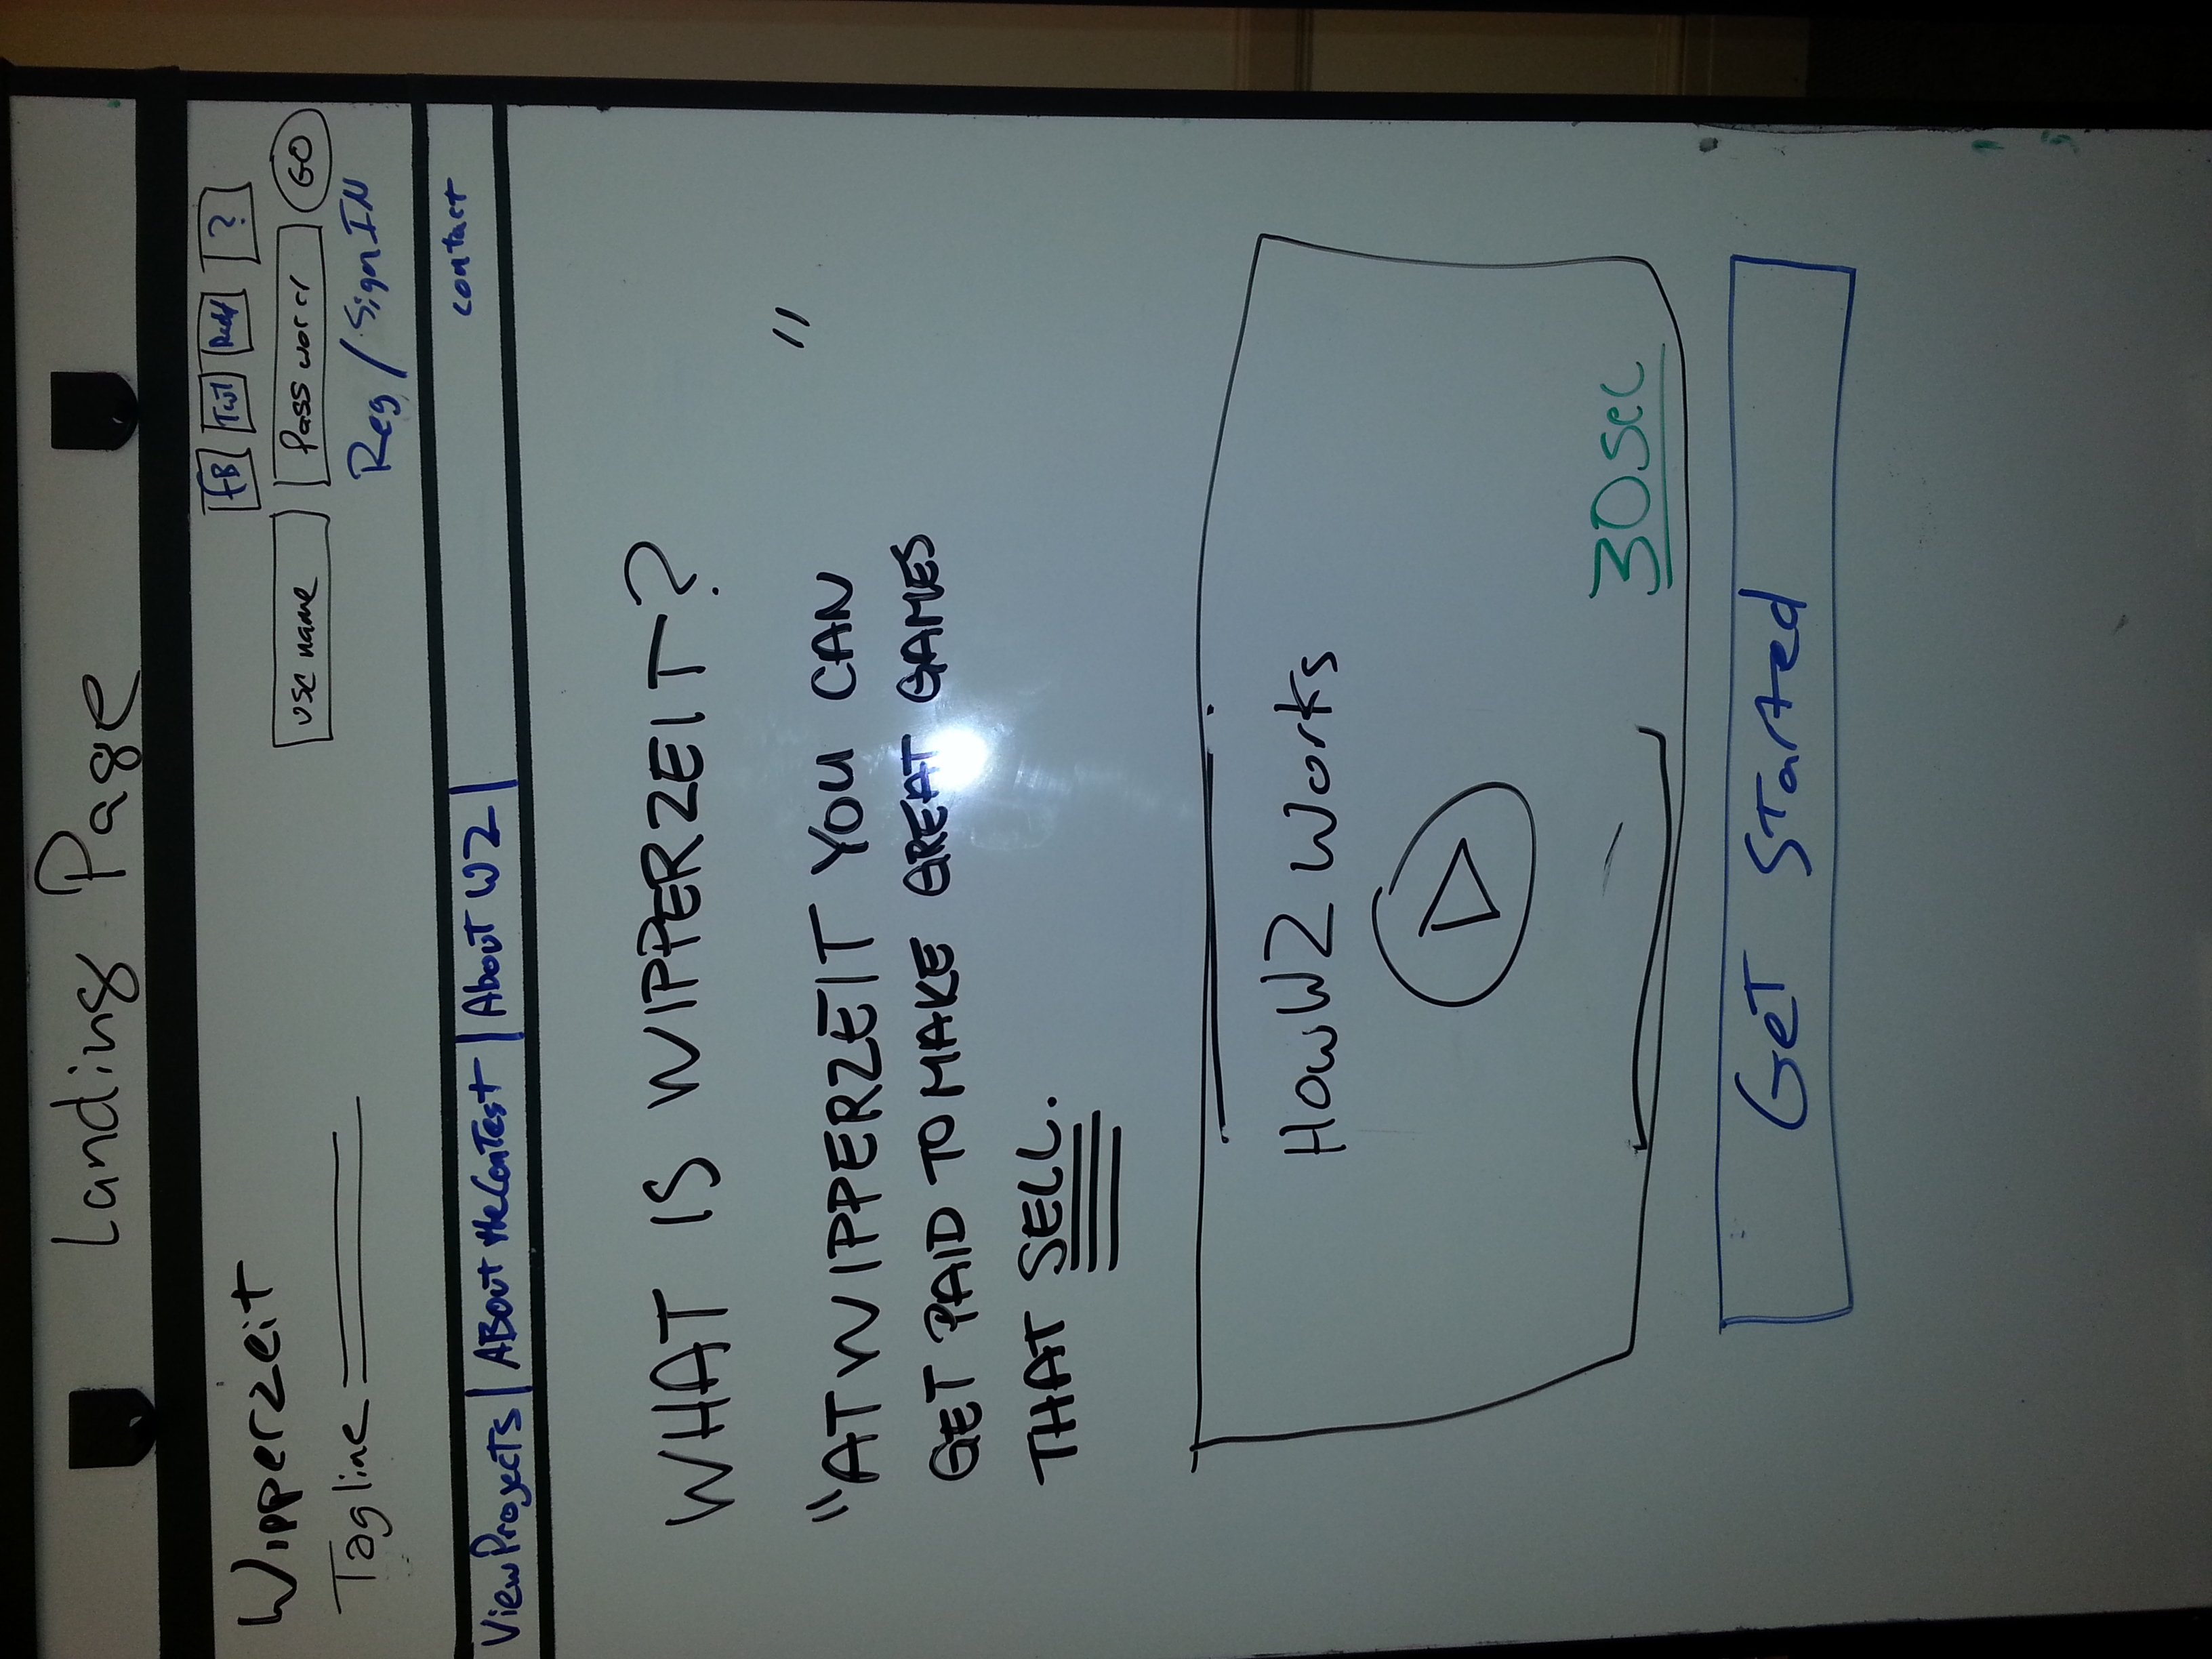 Landing Page
Wipperzeit
FB Twt Reddit ?
Tagline
use name Password GO
Reg / Sign IN
View Projects | ABout the ConTest | About WZ | contact
WHAT IS WIPPERZEIT?
"AT WIPPERZEIT YOU CAN "
GET PAID TO MAKE GREAT GAMES
THAT SELL.
How WZ Works
30 sec
GeT STarted